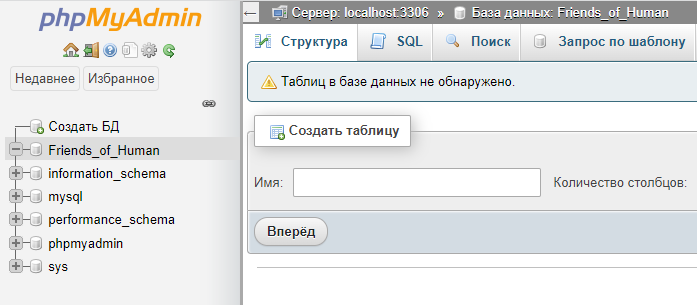 phpMyAdmin
Недавнее Избранное
Создать БД
Friends_of_Human
information_schema
mysql
performance_schema
phpmyadmin
sys
Сервер: localhost:3306 » База данных: Friends_of_Human
Структура SQL Поиск Запрос по шаблону
Таблиц в базе данных не обнаружено.
Создать таблицу
Имя: Количество столбцов:
Вперёд